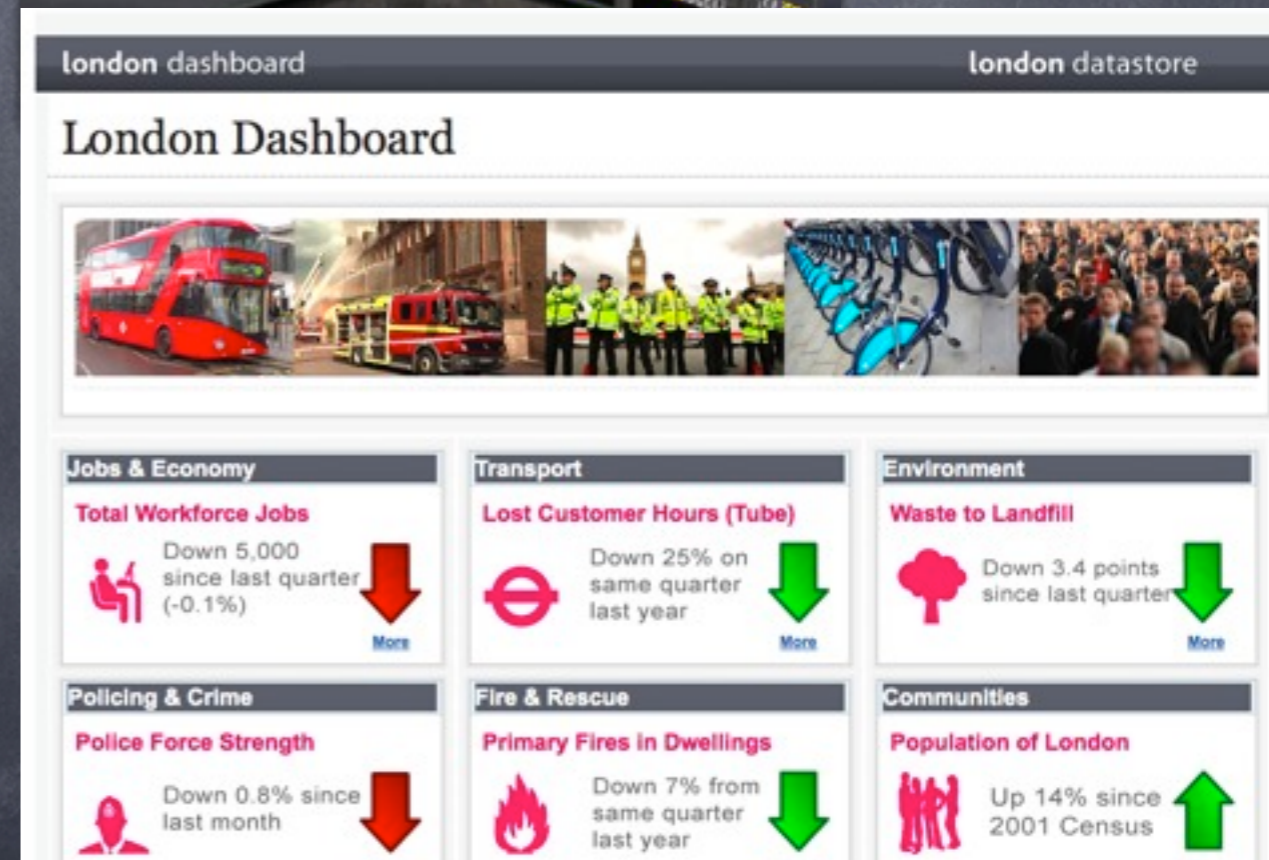 london dashboard
london datastore
London Dashboard
Jobs & Economy
Total Workforce Jobs
Down 5,000
since last quarter
(-0.1%)
More
Transport
Lost Customer Hours (Tube)
Down 25% on
same quarter
last year
More
Environment
Waste to Landfill
Down 3.4 points
since last quarter
More
Policing & Crime
Police Force Strength
Down 0.8% since
last month
Fire & Rescue
Primary Fires in Dwellings
Down 7% from
same quarter
last year
Communities
Population of London
Up 14% since
2001 Census